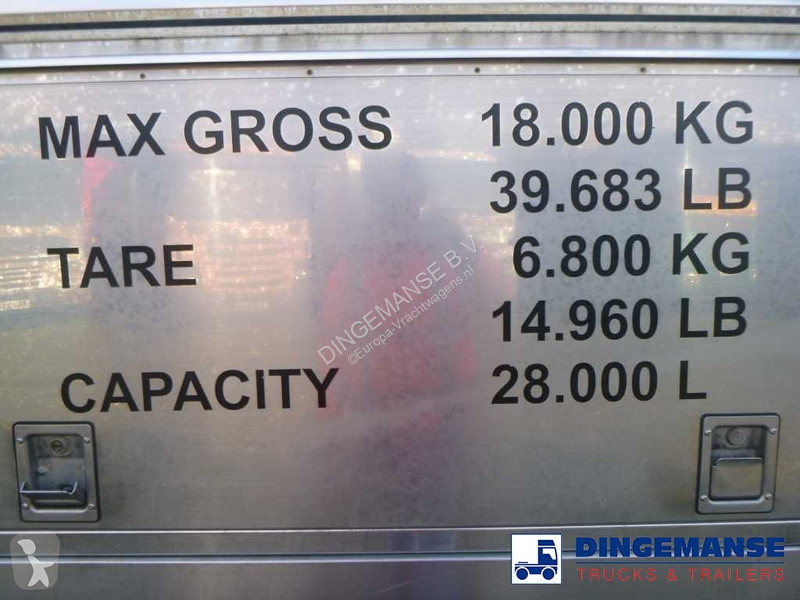 MAX GROSS 18.000 KG
39.683 LB
TARE 6.800 KG
14.960 LB
CAPACITY 28.000 L
DINGEMANSE B.V.
©Europa-Vrachtwagens.nl
DINGEMANSE
TRUCKS & TRAILERS